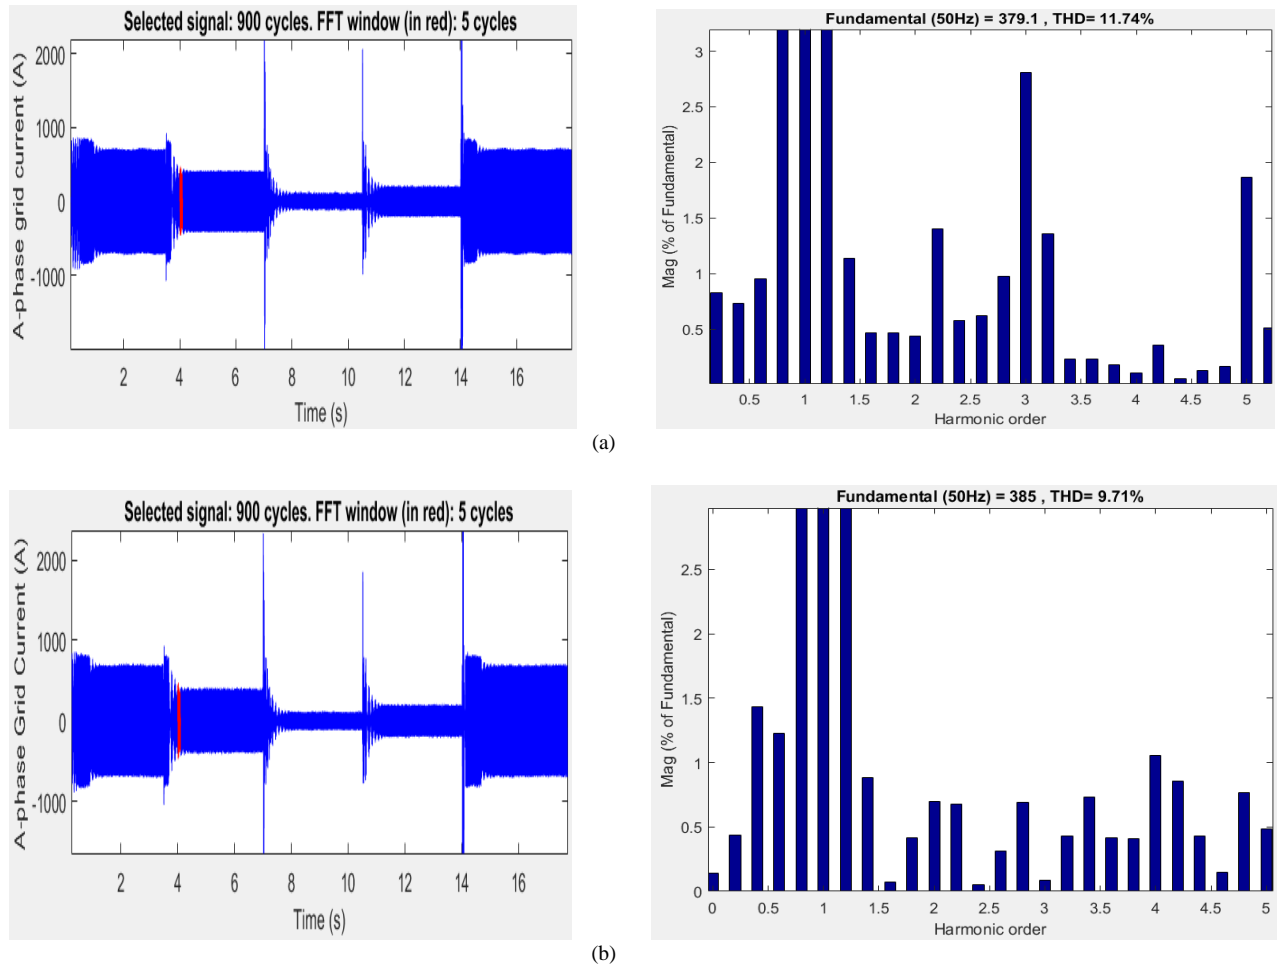 Selected signal: 900 cycles. FFT window (in red): 5 cycles
A-phase grid current (A)
2000
1000
0
-1000
2 4 6 8 10 12 14 16
Time (s)
Fundamental (50Hz) = 379.1 , THD= 11.74%
Mag (% of Fundamental)
3
2.5
2
1.5
1
0.5
0.5 1 1.5 2 2.5 3 3.5 4 4.5 5
Harmonic order
(a)
Selected signal: 900 cycles. FFT window (in red): 5 cycles
A-phase Grid Current (A)
2000
1000
0
-1000
2 4 6 8 10 12 14 16
Time (s)
Fundamental (50Hz) = 385 , THD= 9.71%
Mag (% of Fundamental)
2.5
2
1.5
1
0.5
0
0 0.5 1 1.5 2 2.5 3 3.5 4 4.5 5
Harmonic order
(b)